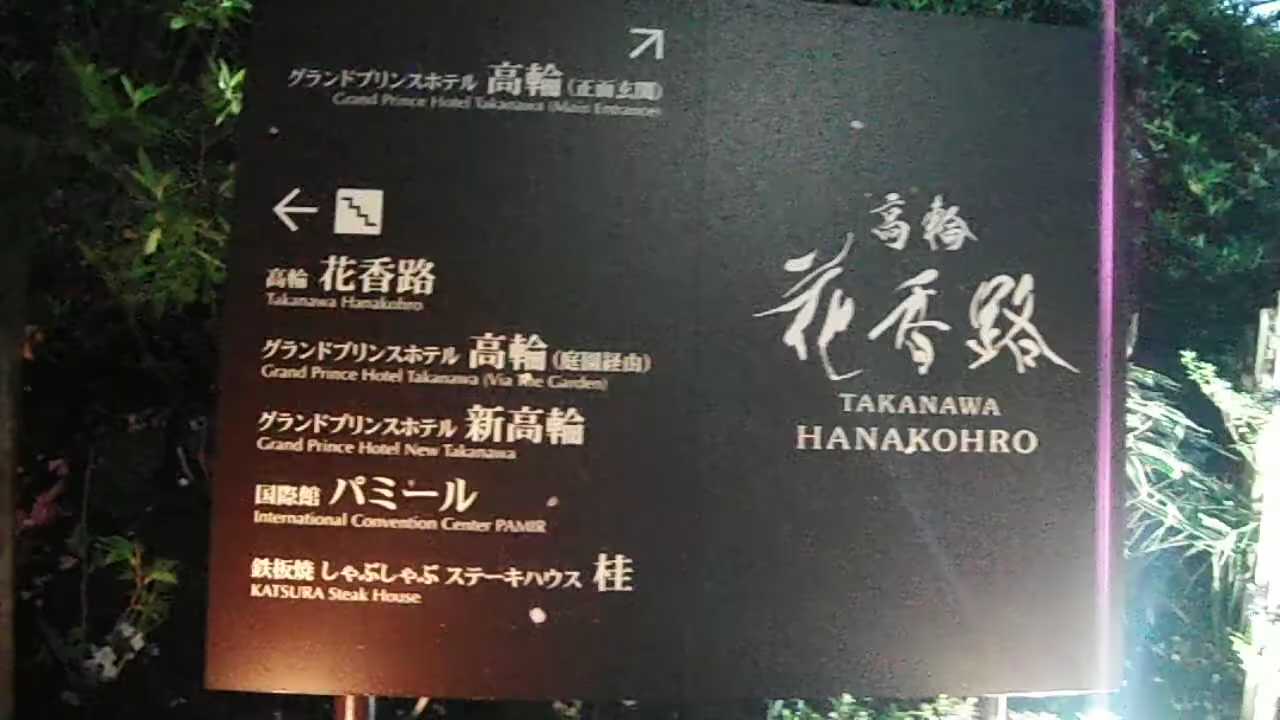 グランドプリンスホテル 高輪(正面玄関)
Grand Prince Hotel Takanawa (Main Entrance)
高輪 花香路
Takanawa Hanakohro
グランドプリンスホテル 高輪(庭園経由)
Grand Prince Hotel Takanawa (Via The Garden)
グランドプリンスホテル 新高輪
Grand Prince Hotel New Takanawa
国際館 パミール
International Convention Center PAMIR
鉄板焼 しゃぶしゃぶ ステーキハウス 桂
KATSURA Steak House
高輪
花香路
TAKANAWA
HANAKOHRO